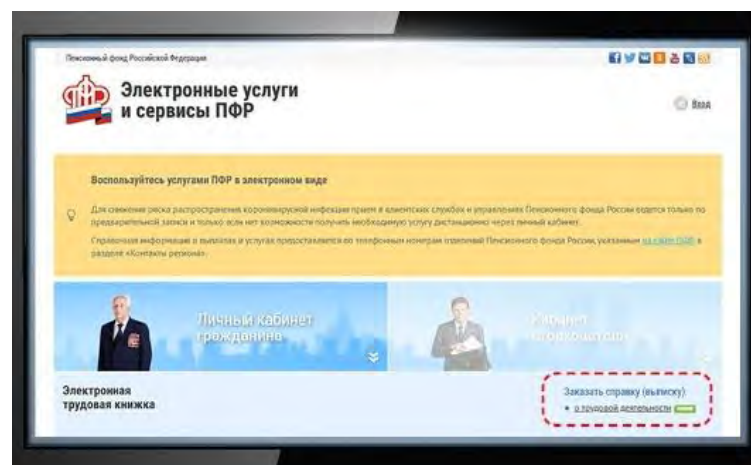 Пенсионный фонд Российской Федерации
Электронные услуги
и сервисы ПФР
Вход
Воспользуйтесь услугами ПФР в электронном виде
Для снижения риска распространения коронавирусной инфекции прием в клиентских службах и управлениях Пенсионного фонда России ведется только по
предварительной записи и только если нет возможности получить необходимую услугу дистанционно через личный кабинет.
Справочная информация о выплатах и услугах предоставляется по телефонным номерам отделений Пенсионного фонда России, указанным на сайте ПФР в
разделе «Контакты региона».
Личный кабинет
гражданина
Кабинет
Электронная
трудовая книжка
Заказать справку (выписку):
о трудовой деятельности